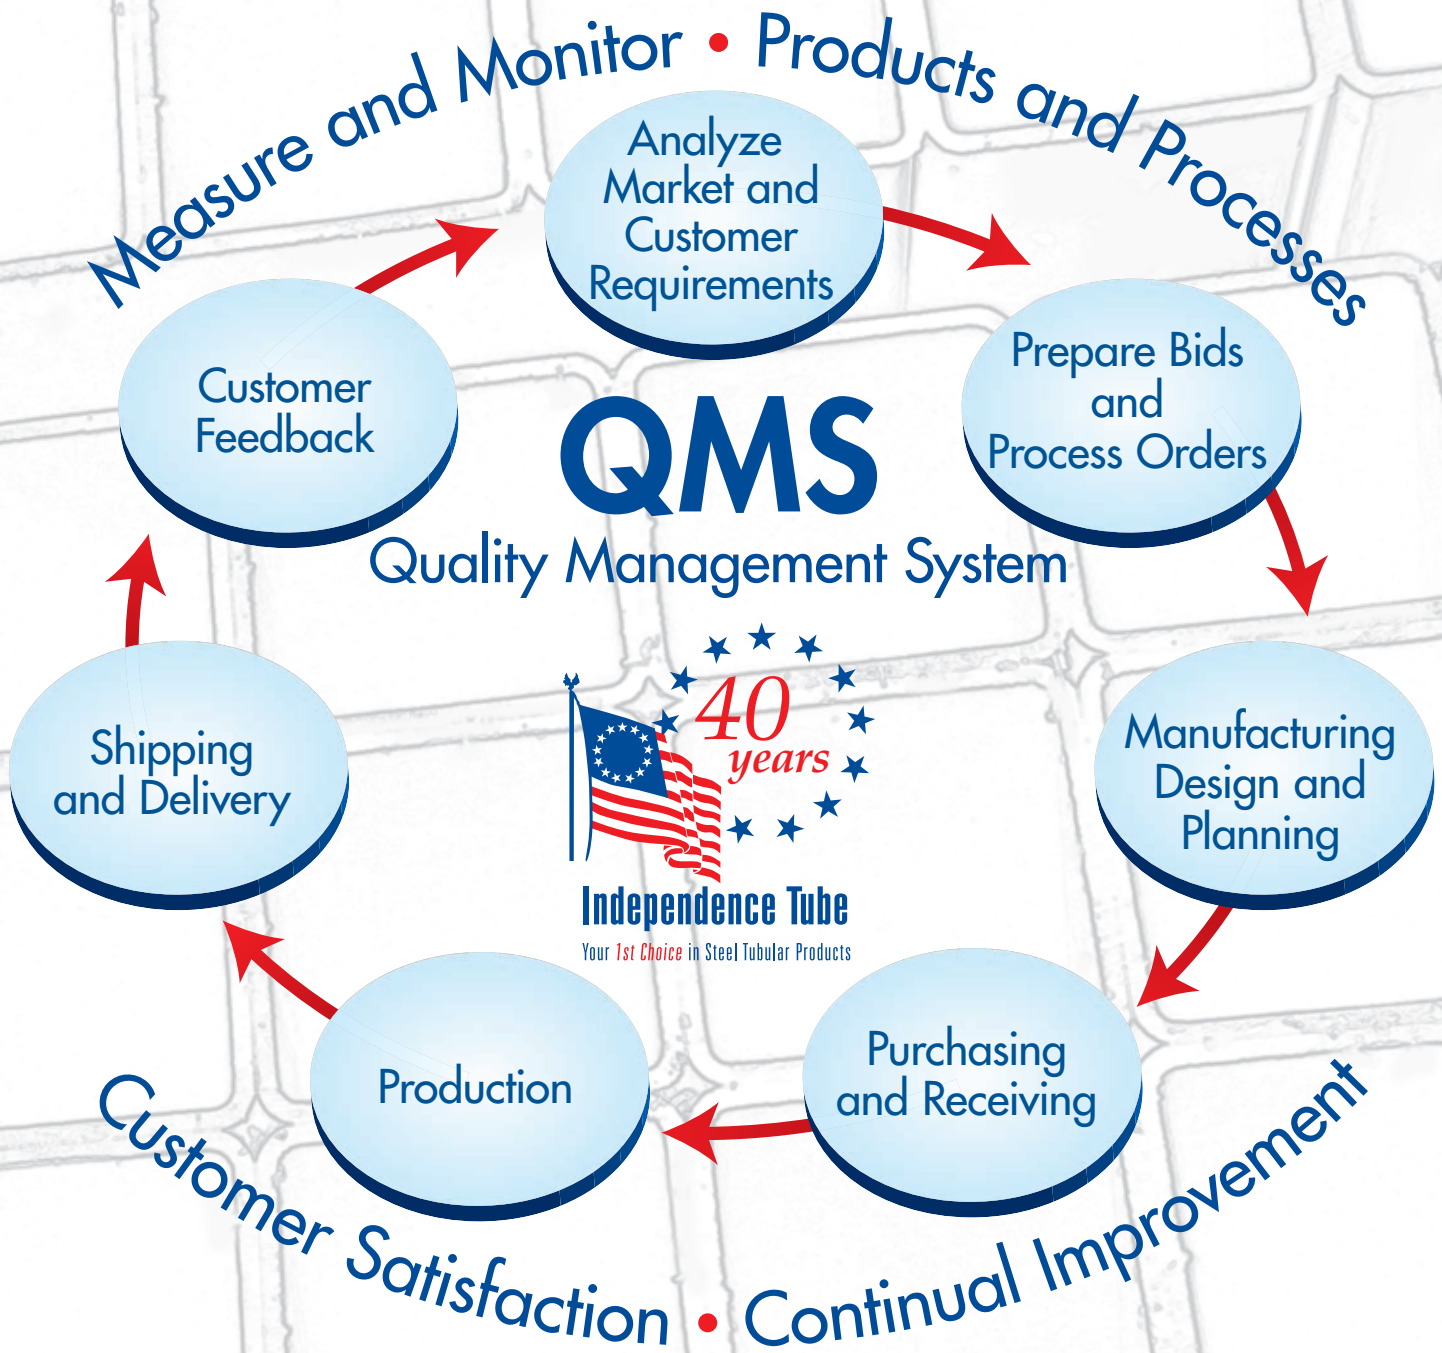 Measure and Monitor • Products and Processes
Analyze
Market and
Customer
Requirements
Prepare Bids
and
Process Orders
Manufacturing
Design and
Planning
Purchasing
and Receiving
Production
Shipping
and Delivery
Customer
Feedback
QMS
Quality Management System
40
years
Independence Tube
Your 1st Choice in Steel Tubular Products
Customer Satisfaction • Continual Improvement